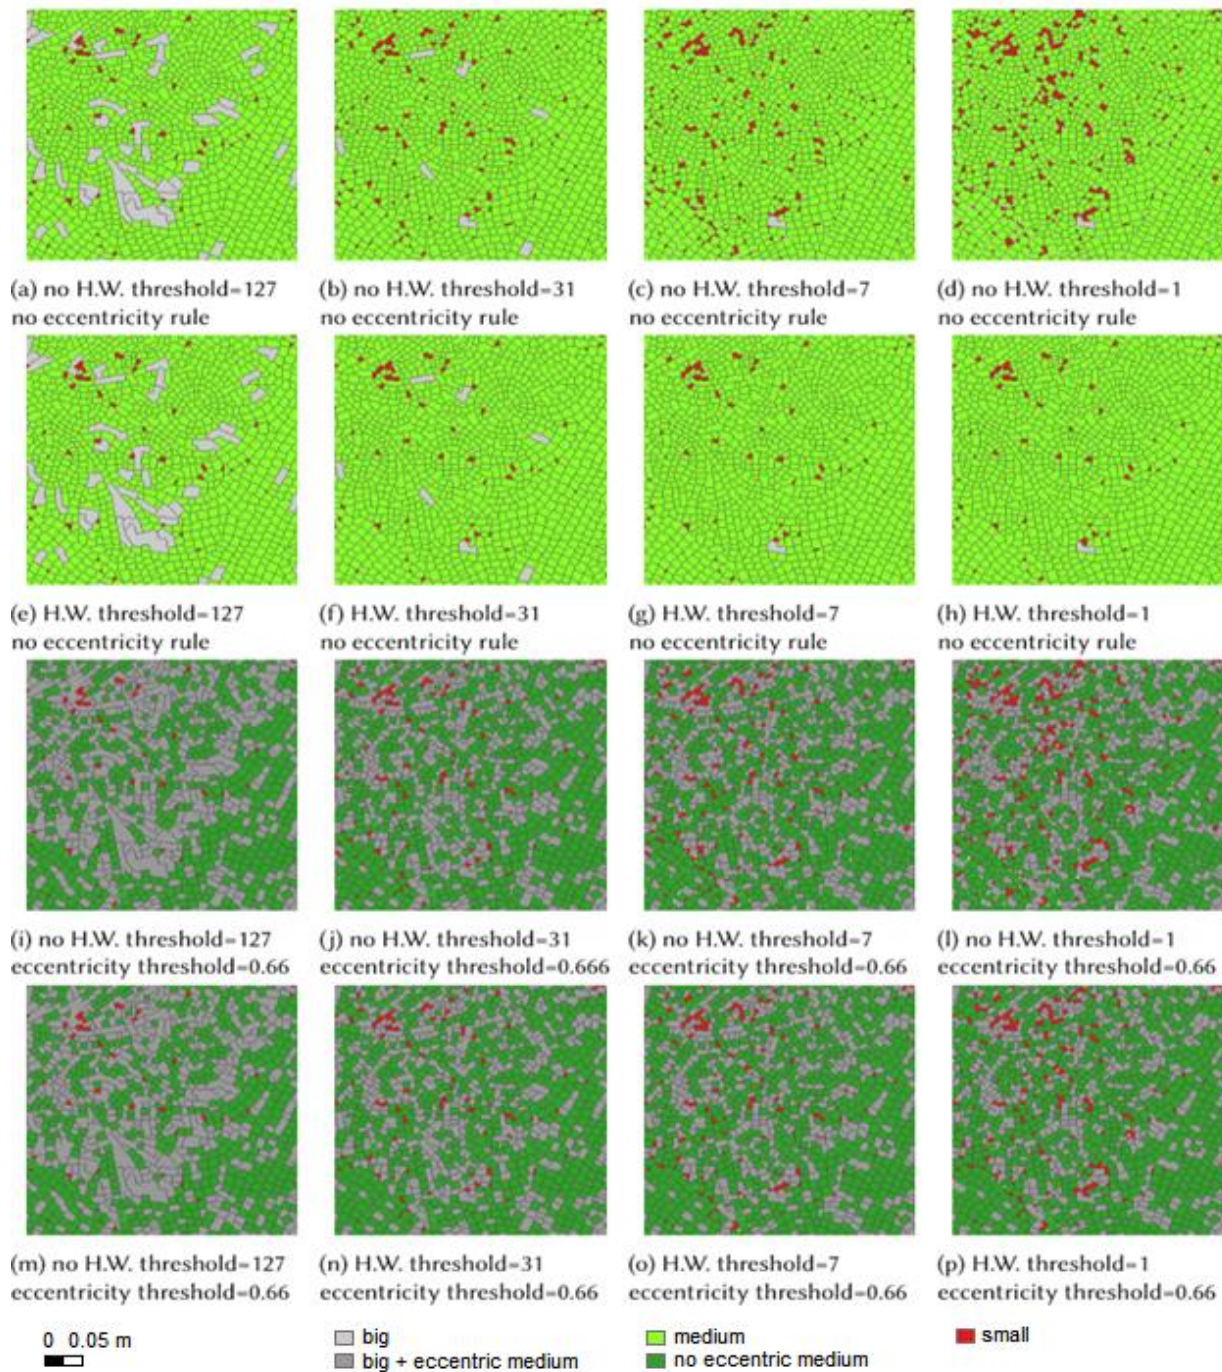 (a) no H.W. threshold=127 (b) no H.W. threshold=31 (c) no H.W. threshold=7 (d) no H.W. threshold=1
no eccentricity rule no eccentricity rule no eccentricity rule no eccentricity rule
(e) H.W. threshold=127 (f) H.W. threshold=31 (g) H.W. threshold=7 (h) H.W. threshold=1
no eccentricity rule no eccentricity rule no eccentricity rule no eccentricity rule
(i) no H.W. threshold=127 (j) no H.W. threshold=31 (k) no H.W. threshold=7 (l) no H.W. threshold=1
eccentricity threshold=0.66 eccentricity threshold=0.666 eccentricity threshold=0.66 eccentricity threshold=0.66
(m) no H.W. threshold=127 (n) H.W. threshold=31 (o) H.W. threshold=7 (p) H.W. threshold=1
eccentricity threshold=0.66 eccentricity threshold=0.66 eccentricity threshold=0.66 eccentricity threshold=0.66
0 0.05 m big medium small
big + eccentric medium no eccentric medium